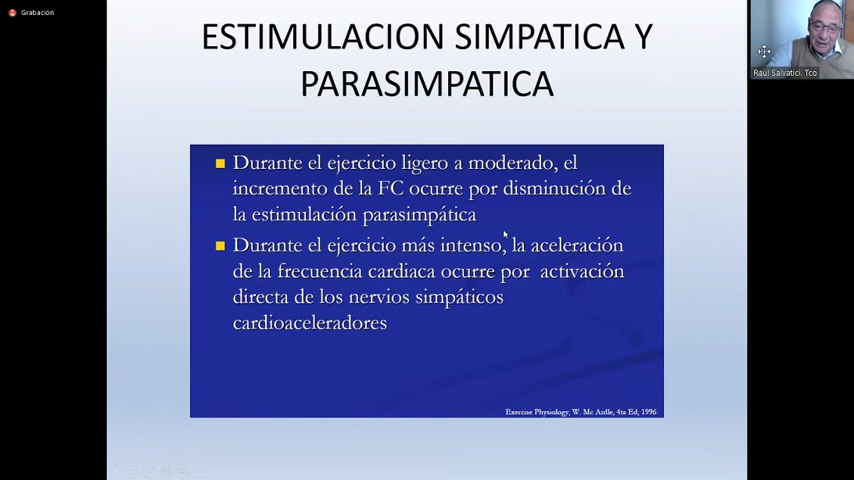 Grabación
ESTIMULACION SIMPATICA Y
PARASIMPATICA
Durante el ejercicio ligero a moderado, el
incremento de la FC ocurre por disminución de
la estimulación parasimpática
Durante el ejercicio más intenso, la aceleración
de la frecuencia cardiaca ocurre por activación
directa de los nervios simpáticos
cardioaceleradores
Exercise Physiology, W. Mc Ardle, 4ta Ed; 1996
Raul Salvatici. Tco